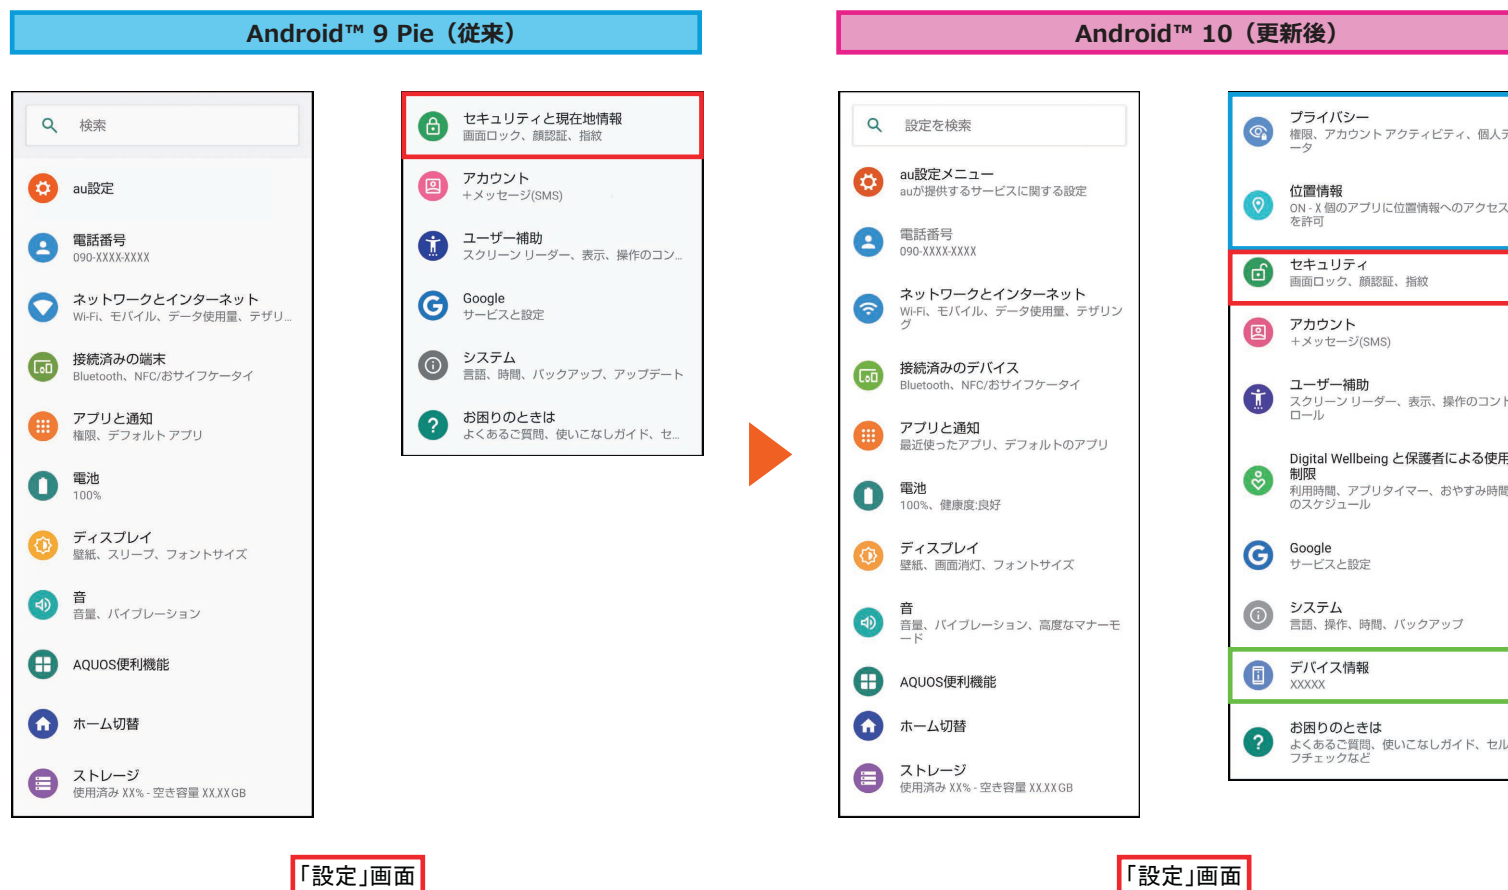 Android™ 9 Pie（従来）
検索
au設定
電話番号
090-XXXX-XXXX
ネットワークとインターネット
Wi-Fi、モバイル、データ使用量、テザリ...
接続済みの端末
Bluetooth、NFC/おサイフケータイ
アプリと通知
権限、デフォルト アプリ
電池
100%
ディスプレイ
壁紙、スリープ、フォントサイズ
音
音量、バイブレーション
AQUOS便利機能
ホーム切替
ストレージ
使用済み XX% - 空き容量 XX.XX GB
セキュリティと現在地情報
画面ロック、顔認証、指紋
アカウント
＋メッセージ(SMS)
ユーザー補助
スクリーン リーダー、表示、操作のコン...
Google
サービスと設定
システム
言語、時間、バックアップ、アップデート
お困りのときは
よくあるご質問、使いこなしガイド、セ...
「設定」画面
Android™ 10（更新後）
設定を検索
au設定メニュー
auが提供するサービスに関する設定
電話番号
090-XXXX-XXXX
ネットワークとインターネット
Wi-Fi、モバイル、データ使用量、テザリン
グ
接続済みのデバイス
Bluetooth、NFC/おサイフケータイ
アプリと通知
最近使ったアプリ、デフォルトのアプリ
電池
100%、健康度:良好
ディスプレイ
壁紙、画面消灯、フォントサイズ
音
音量、バイブレーション、高度なマナーモ
ード
AQUOS便利機能
ホーム切替
ストレージ
使用済み XX% - 空き容量 XX.XX GB
プライバシー
権限、アカウント アクティビティ、個人デ
ータ
位置情報
ON - X 個のアプリに位置情報へのアクセス
を許可
セキュリティ
画面ロック、顔認証、指紋
アカウント
＋メッセージ(SMS)
ユーザー補助
スクリーン リーダー、表示、操作のコント
ロール
Digital Wellbeing と保護者による使用
制限
利用時間、アプリタイマー、おやすみ時間
のスケジュール
Google
サービスと設定
システム
言語、操作、時間、バックアップ
デバイス情報
XXXXX
お困りのときは
よくあるご質問、使いこなしガイド、セル
フチェックなど
「設定」画面